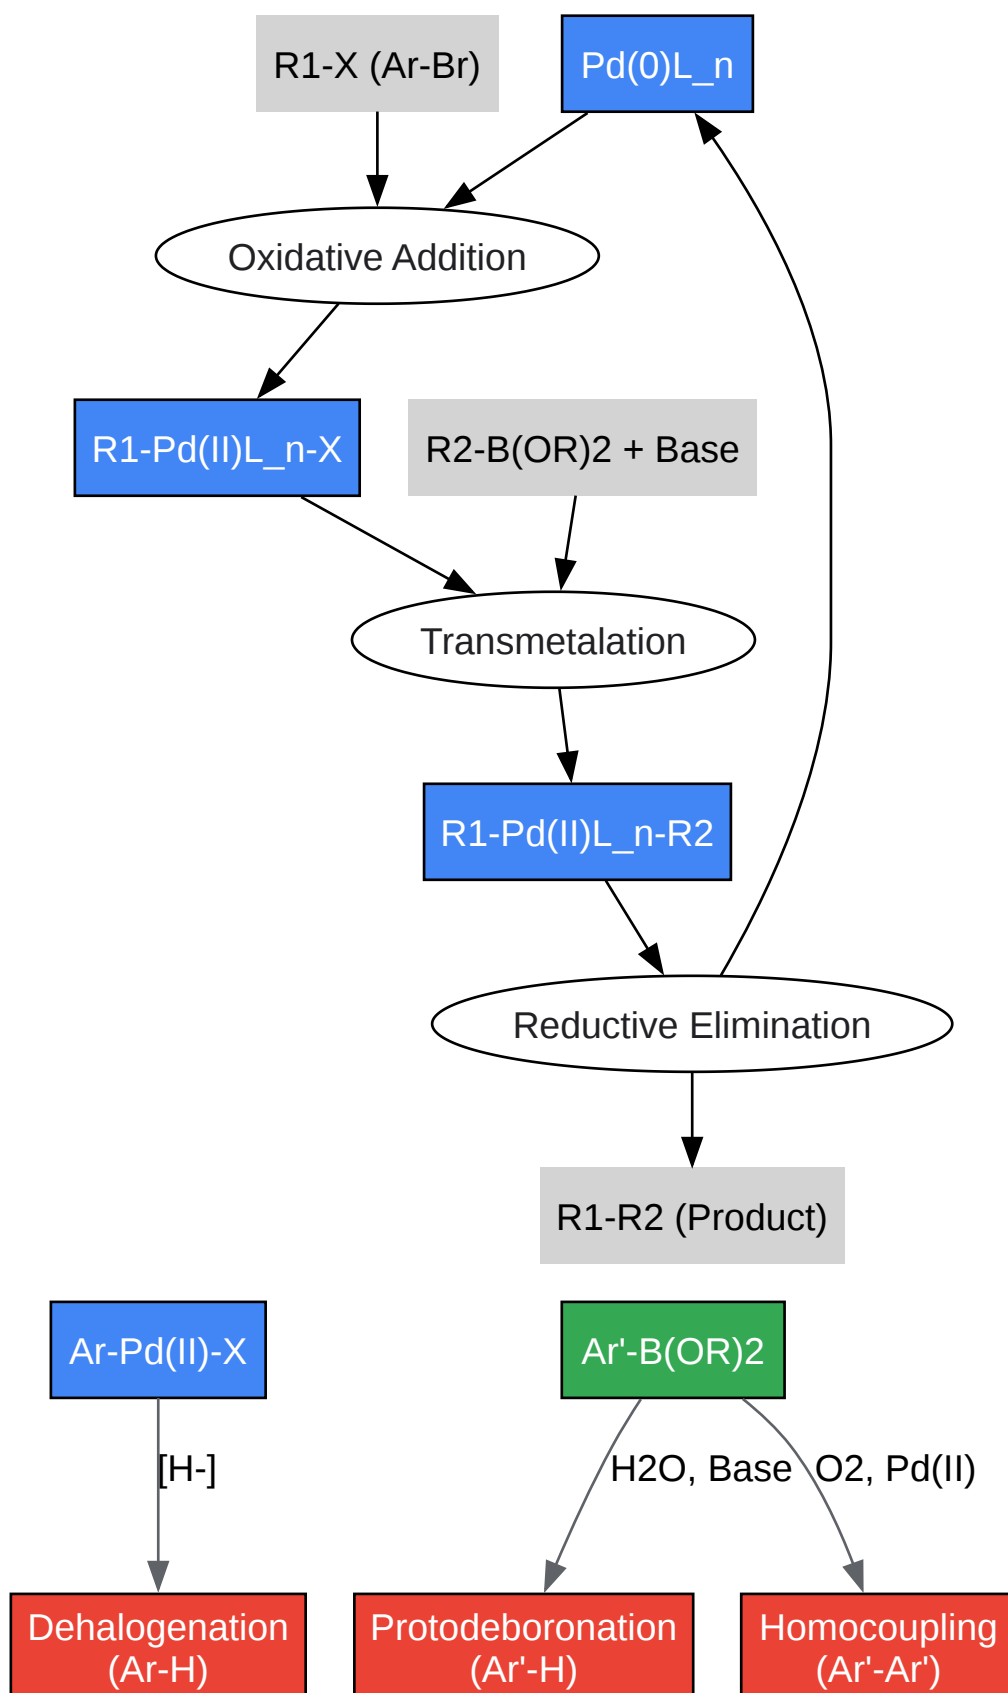 R1-X (Ar-Br)
Pd(0)L_n
Oxidative Addition
R1-Pd(II)L_n-X
R2-B(OR)2 + Base
Transmetalation
R1-Pd(II)L_n-R2
Reductive Elimination
R1-R2 (Product)
Ar-Pd(II)-X
Ar'-B(OR)2
[H-]
H2O, Base
O2, Pd(II)
Dehalogenation
(Ar-H)
Protodeboronation
(Ar'-H)
Homocoupling
(Ar'-Ar')